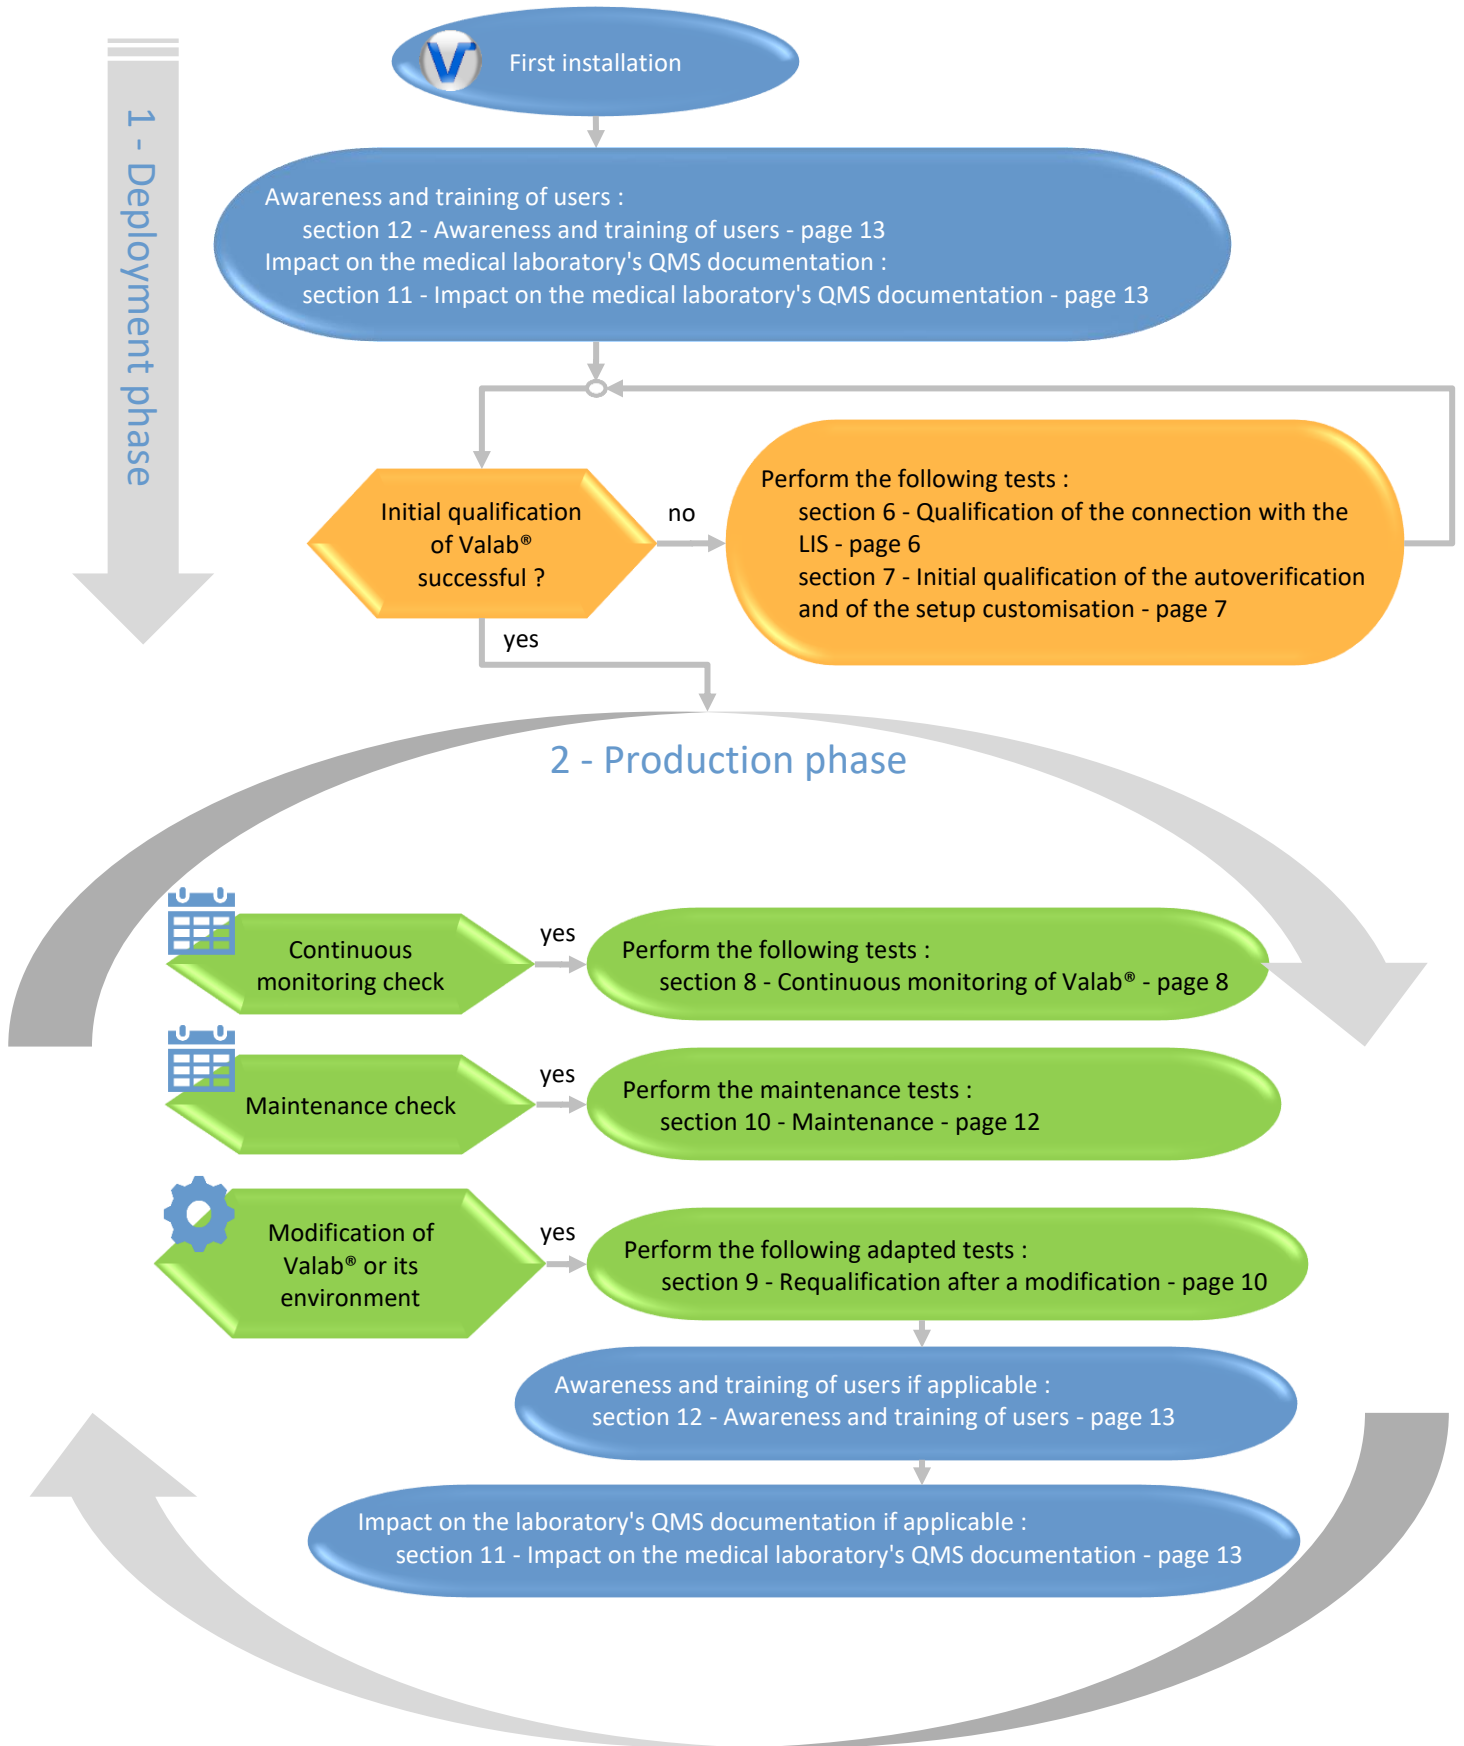 First installation
1 - Deployment phase
Awareness and training of users :
section 12 - Awareness and training of users - page 13
Impact on the medical laboratory's QMS documentation :
section 11 - Impact on the medical laboratory's QMS documentation - page 13
Initial qualification
of Valab®
successful ?
no
Perform the following tests :
section 6 - Qualification of the connection with the
LIS - page 6
section 7 - Initial qualification of the autoverification
and of the setup customisation - page 7
yes
2 - Production phase
Continuous
monitoring check
yes
Perform the following tests :
section 8 - Continuous monitoring of Valab® - page 8
Maintenance check
yes
Perform the maintenance tests :
section 10 - Maintenance - page 12
Modification of
Valab® or its
environment
yes
Perform the following adapted tests :
section 9 - Requalification after a modification - page 10
Awareness and training of users if applicable :
section 12 - Awareness and training of users - page 13
Impact on the laboratory's QMS documentation if applicable :
section 11 - Impact on the medical laboratory's QMS documentation - page 13